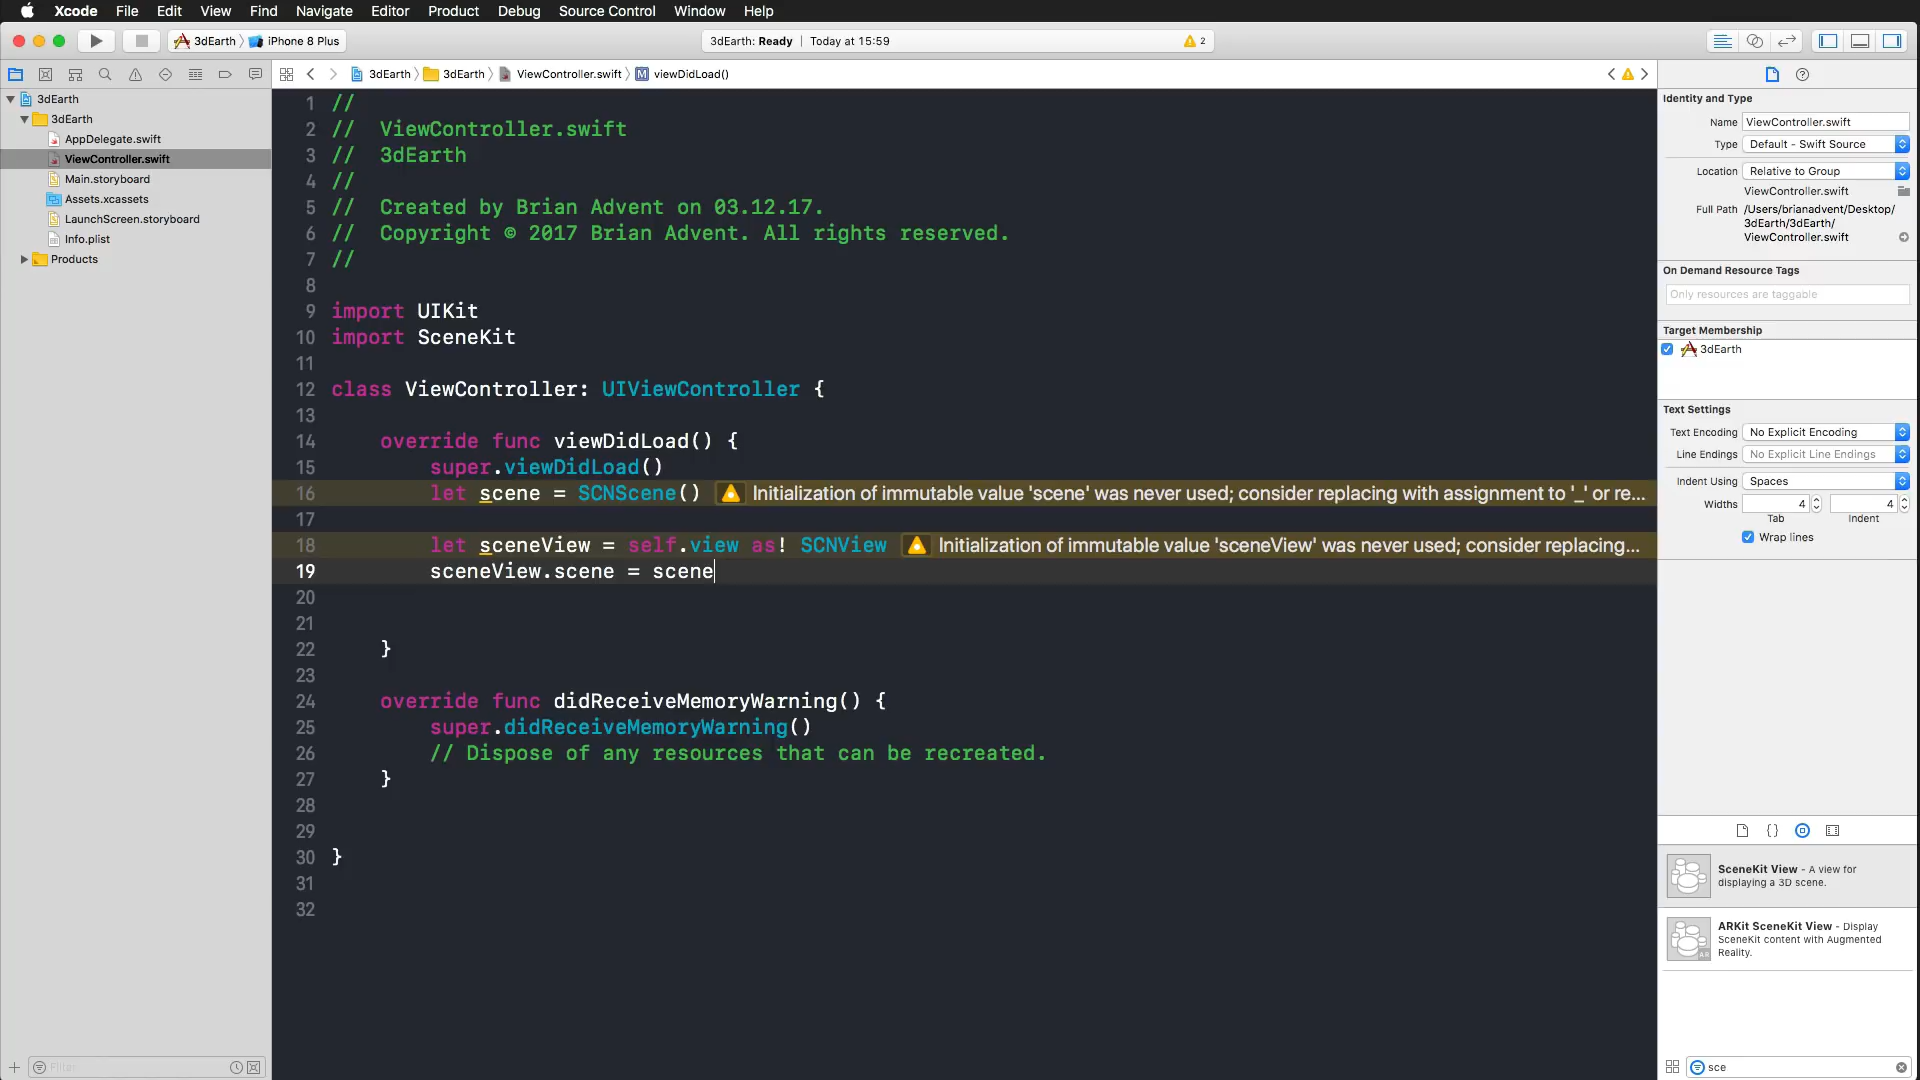 Xcode File Edit View Find Navigate Editor Product Debug Source Control Window Help
3dEarth iPhone 8 Plus
3dEarth: Ready Today at 15:59
2
3dEarth 3dEarth ViewController.swift M viewDidLoad()
3dEarth
3dEarth
AppDelegate.swift
ViewController.swift
Main.storyboard
Assets.xcassets
LaunchScreen.storyboard
Info.plist
Products
Filter
1 //
2 // ViewController.swift
3 // 3dEarth
4 //
5 // Created by Brian Advent on 03.12.17.
6 // Copyright © 2017 Brian Advent. All rights reserved.
7 //
8
9 import UIKit
10 import SceneKit
11
12 class ViewController: UIViewController {
13
14 override func viewDidLoad() {
15 super.viewDidLoad()
16 let scene = SCNScene() Initialization of immutable value 'scene' was never used; consider replacing with assignment to '_' or re...
17
18 let sceneView = self.view as! SCNView Initialization of immutable value 'sceneView' was never used; consider replacing...
19 sceneView.scene = scene
20
21
22 }
23
24 override func didReceiveMemoryWarning() {
25 super.didReceiveMemoryWarning()
26 // Dispose of any resources that can be recreated.
27 }
28
29
30 }
31
32
Identity and Type
Name ViewController.swift
Type Default - Swift Source
Location Relative to Group
ViewController.swift
Full Path /Users/brianadvent/Desktop/
3dEarth/3dEarth/
ViewController.swift
On Demand Resource Tags
Only resources are taggable
Target Membership
3dEarth
Text Settings
Text Encoding No Explicit Encoding
Line Endings No Explicit Line Endings
Indent Using Spaces
Widths 4 4
Tab Indent
Wrap lines
{}
SceneKit View - A view for
displaying a 3D scene.
ARKit SceneKit View - Display
SceneKit content with Augmented
Reality.
AR
sce